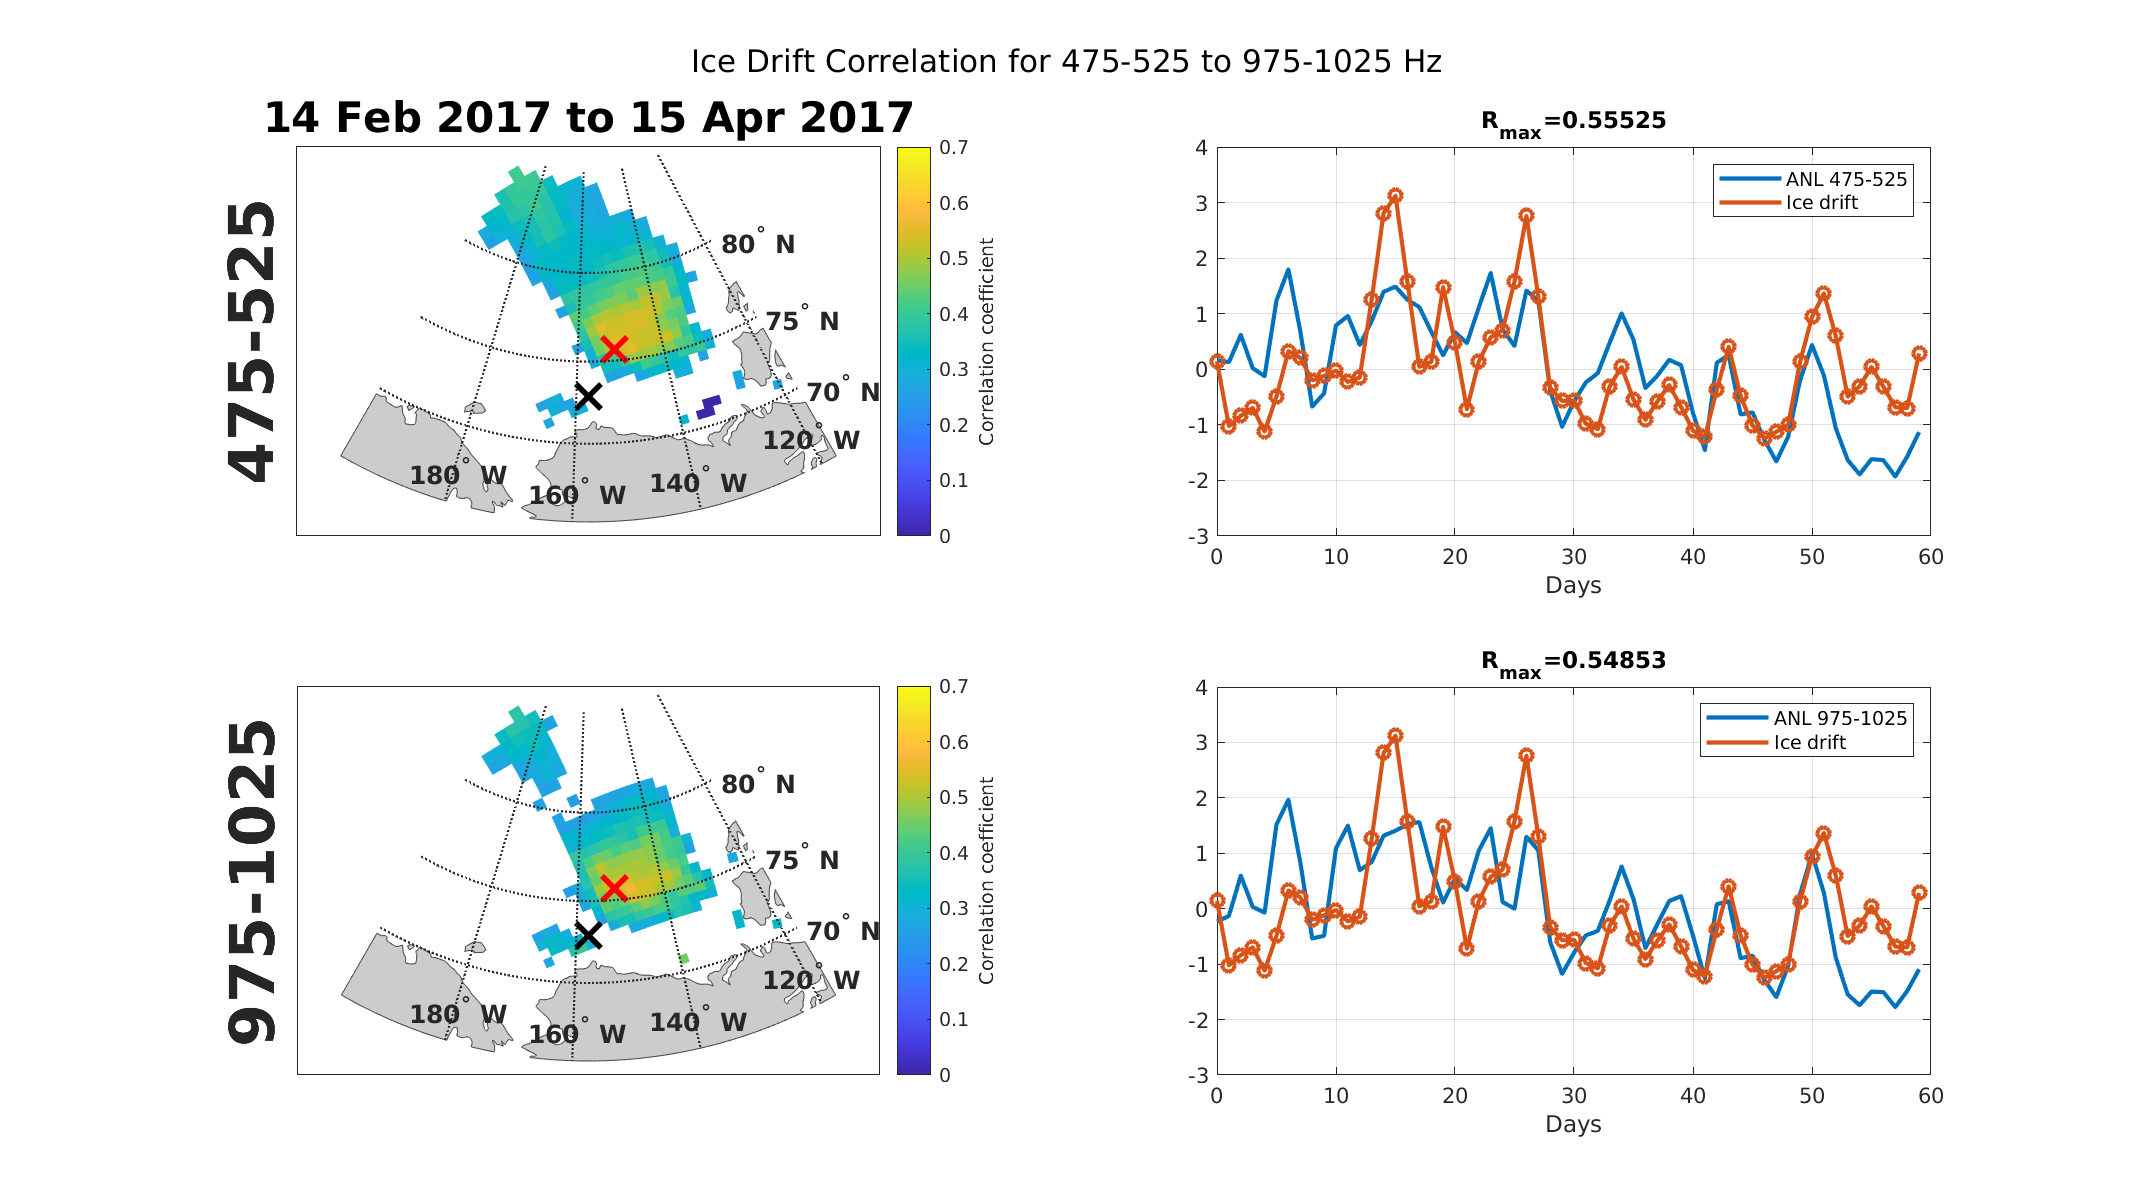 Ice Drift Correlation for 475-525 to 975-1025 Hz
14 Feb 2017 to 15 Apr 2017
475-525
80° N
75° N
70° N
120° W
180° W
160° W
140° W
0.7
0.6
0.5
0.4
0.3
0.2
0.1
0
Correlation coefficient
Rmax=0.55525
4
3
2
1
0
-1
-2
-3
0 10 20 30 40 50 60
Days
ANL 475-525
Ice drift
975-1025
80° N
75° N
70° N
120° W
180° W
160° W
140° W
0.7
0.6
0.5
0.4
0.3
0.2
0.1
0
Correlation coefficient
Rmax=0.54853
4
3
2
1
0
-1
-2
-3
0 10 20 30 40 50 60
Days
ANL 975-1025
Ice drift